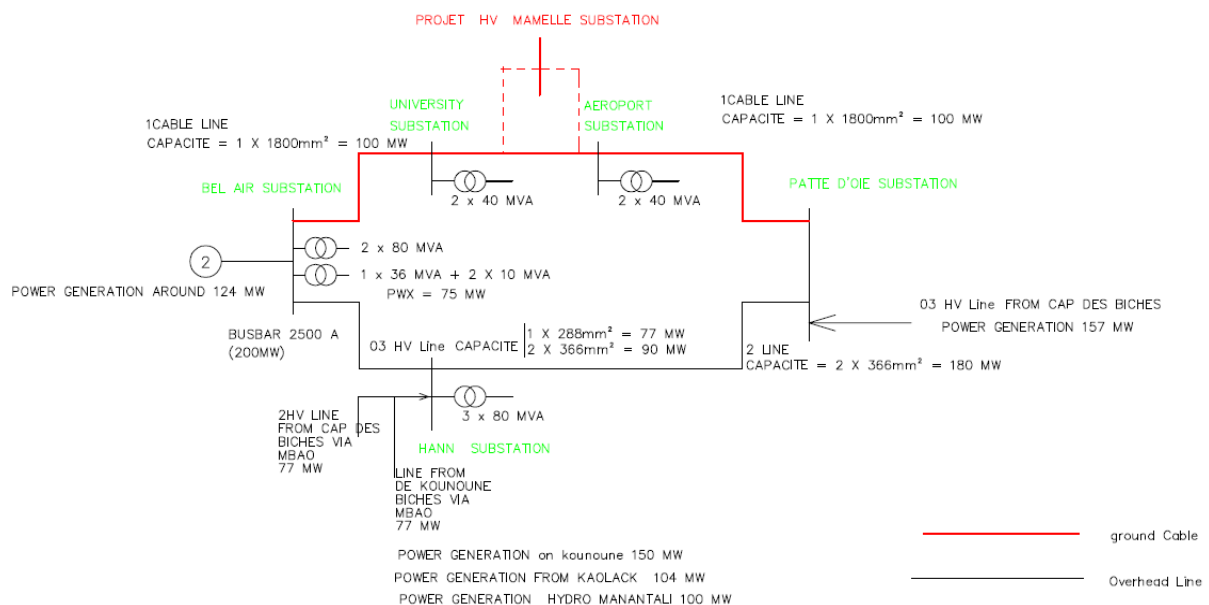 PROJET HV MAMELLE SUBSTATION
UNIVERSITY
SUBSTATION
AEROPORT
SUBSTATION
1CABLE LINE
CAPACITE = 1 X 1800mm² = 100 MW
1CABLE LINE
CAPACITE = 1 X 1800mm² = 100 MW
BEL AIR SUBSTATION
PATTE D'OIE SUBSTATION
2 x 40 MVA
2 x 40 MVA
2 x 80 MVA
2
1 x 36 MVA + 2 X 10 MVA
PWX = 75 MW
POWER GENERATION AROUND 124 MW
03 HV Line FROM CAP DES BICHES
POWER GENERATION 157 MW
BUSBAR 2500 A
(200MW)
03 HV Line CAPACITE
1 X 288mm² = 77 MW
2 X 366mm² = 90 MW
2 LINE
CAPACITE = 2 X 366mm² = 180 MW
3 x 80 MVA
2HV LINE
FROM CAP DES
BICHES VIA
MBAO
77 MW
HANN SUBSTATION
LINE FROM
DE KOUNOUNE
BICHES VIA
MBAO
77 MW
POWER GENERATION on kounoune 150 MW
POWER GENERATION FROM KAOLACK 104 MW
POWER GENERATION HYDRO MANANTALI 100 MW
ground Cable
Overhead Line